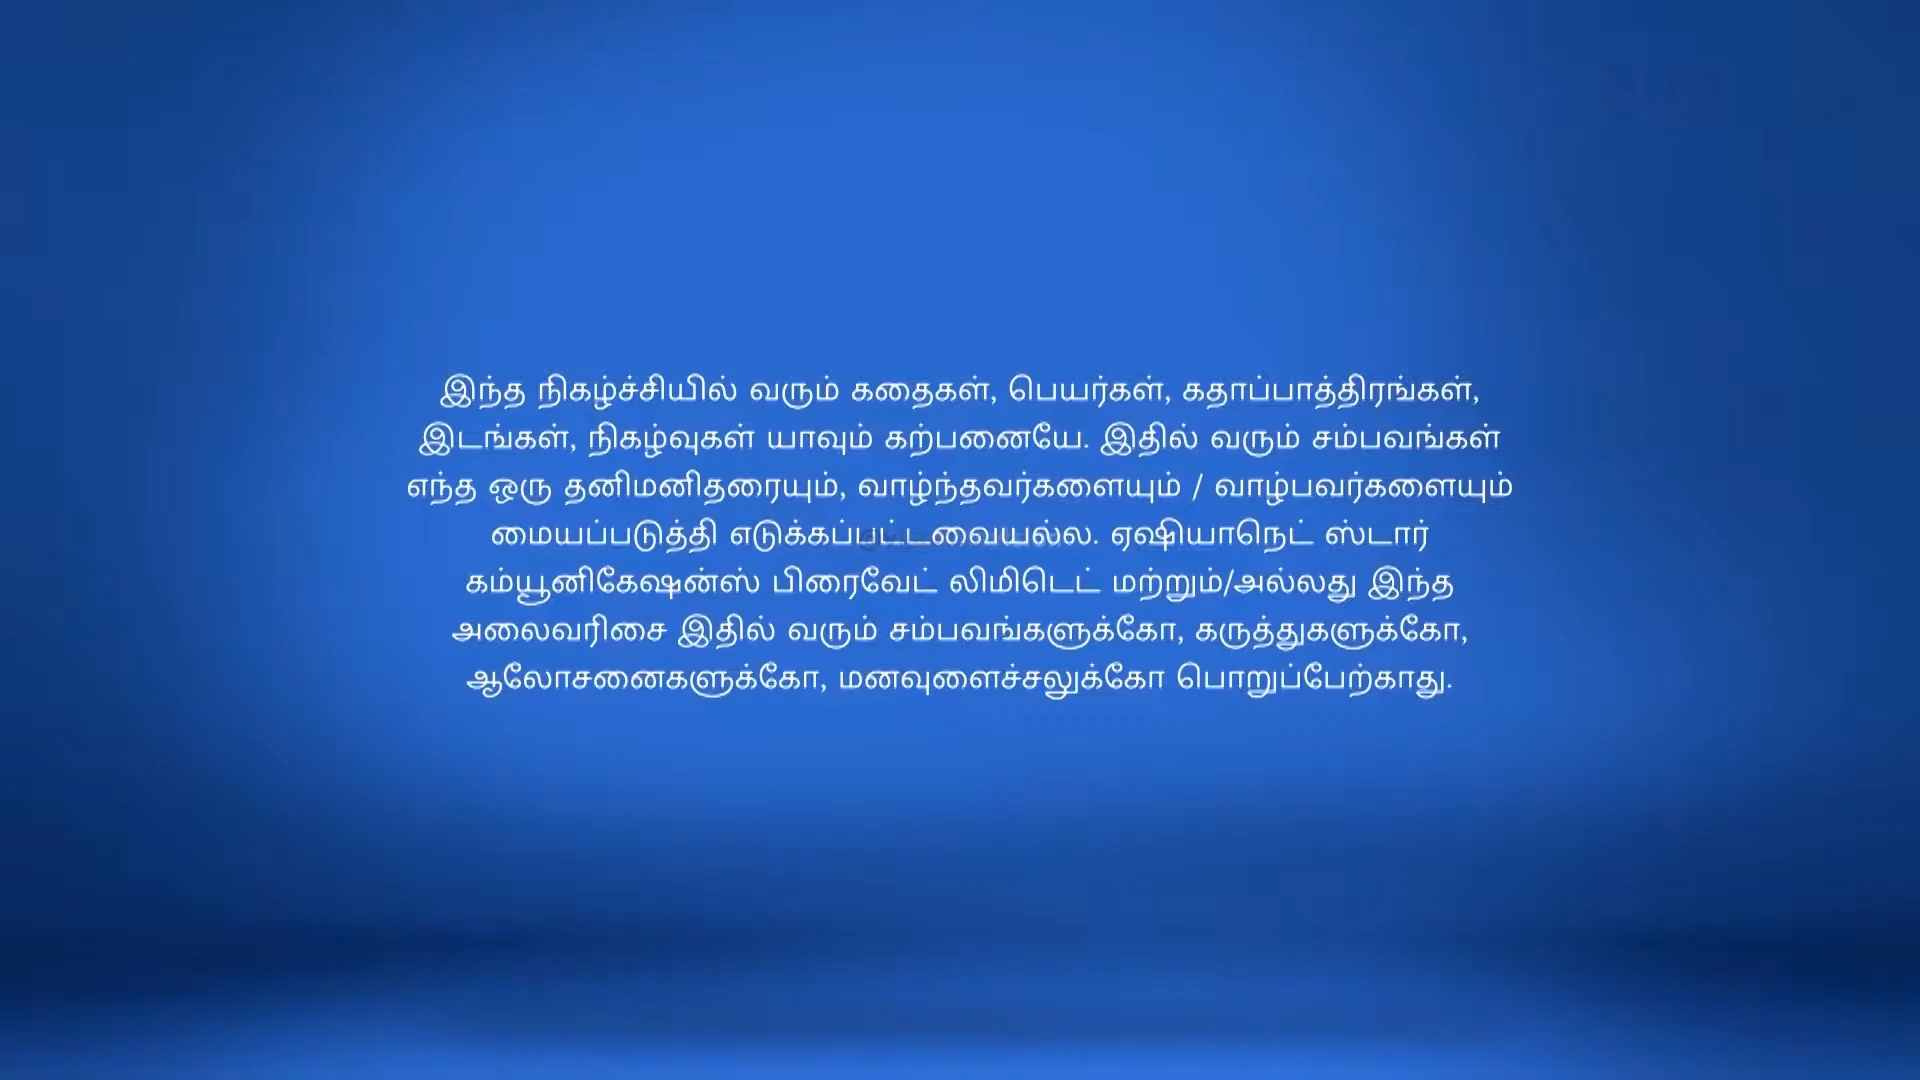 இந்த நிகழ்ச்சியில் வரும் கதைகள், பெயர்கள், கதாப்பாத்திரங்கள்,
இடங்கள், நிகழ்வுகள் யாவும் கற்பனையே. இதில் வரும் சம்பவங்கள்
எந்த ஒரு தனிமனிதரையும், வாழ்ந்தவர்களையும் / வாழ்பவர்களையும்
மையப்படுத்தி எடுக்கப்பட்டவையல்ல. ஏஷியாநெட் ஸ்டார்
கம்யூனிகேஷன்ஸ் பிரைவேட் லிமிடெட் மற்றும்/அல்லது இந்த
அலைவரிசை இதில் வரும் சம்பவங்களுக்கோ, கருத்துகளுக்கோ,
ஆலோசனைகளுக்கோ, மனவுளைச்சலுக்கோ பொறுப்பேற்காது.